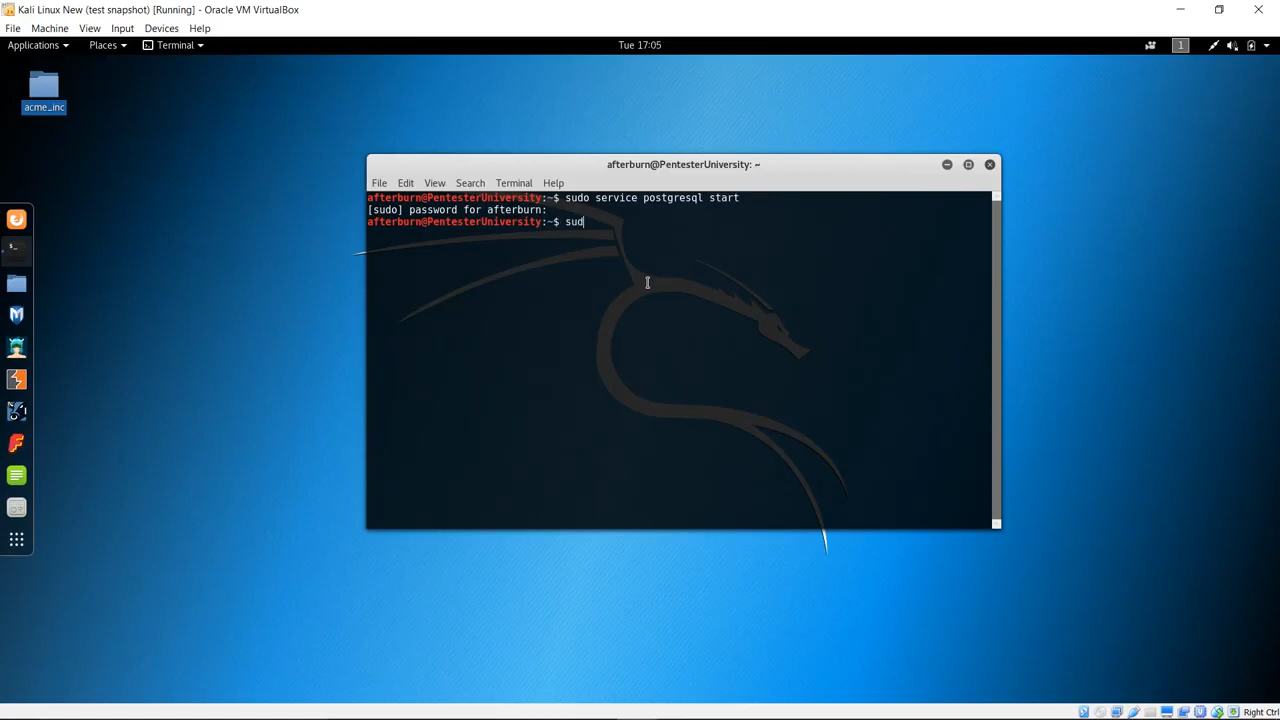 Kali Linux New (test snapshot) [Running] - Oracle VM VirtualBox
File Machine View Input Devices Help
Applications Places Terminal Tue 17:05 1
acme_inc
afterburn@PentesterUniversity: ~
File Edit View Search Terminal Help
afterburn@PentesterUniversity:~$ sudo service postgresql start
[sudo] password for afterburn:
afterburn@PentesterUniversity:~$ sud
Right Ctrl